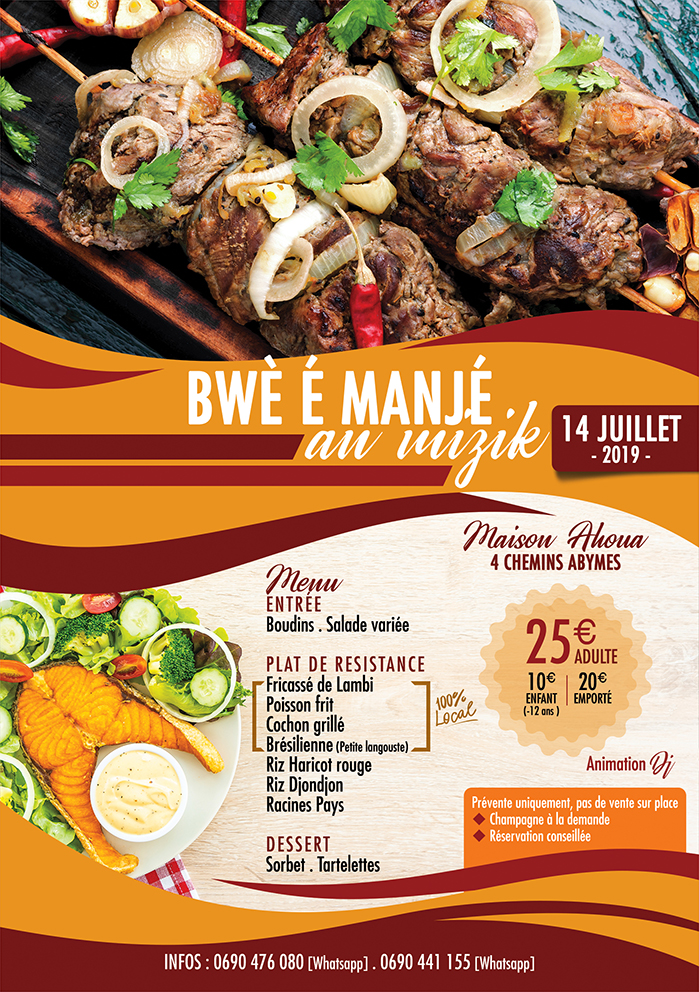 BWÈ É MANJÉ
au mizik
14 JUILLET
- 2019 -
Maison Ahoua
4 CHEMINS ABYMES
Menu
ENTRÉE
Boudins . Salade variée
PLAT DE RESISTANCE
Fricassé de Lambi
Poisson frit
Cochon grillé
Brésilienne (Petite langouste)
100%
Local
Riz Haricot rouge
Riz Djondjon
Racines Pays
DESSERT
Sorbet . Tartelettes
25€
ADULTE
10€
ENFANT
(-12 ans )
20€
EMPORTÉ
Animation Dj
Prévente uniquement, pas de vente sur place
Champagne à la demande
Réservation conseillée
INFOS : 0690 476 080 [Whatsapp] . 0690 441 155 [Whatsapp]